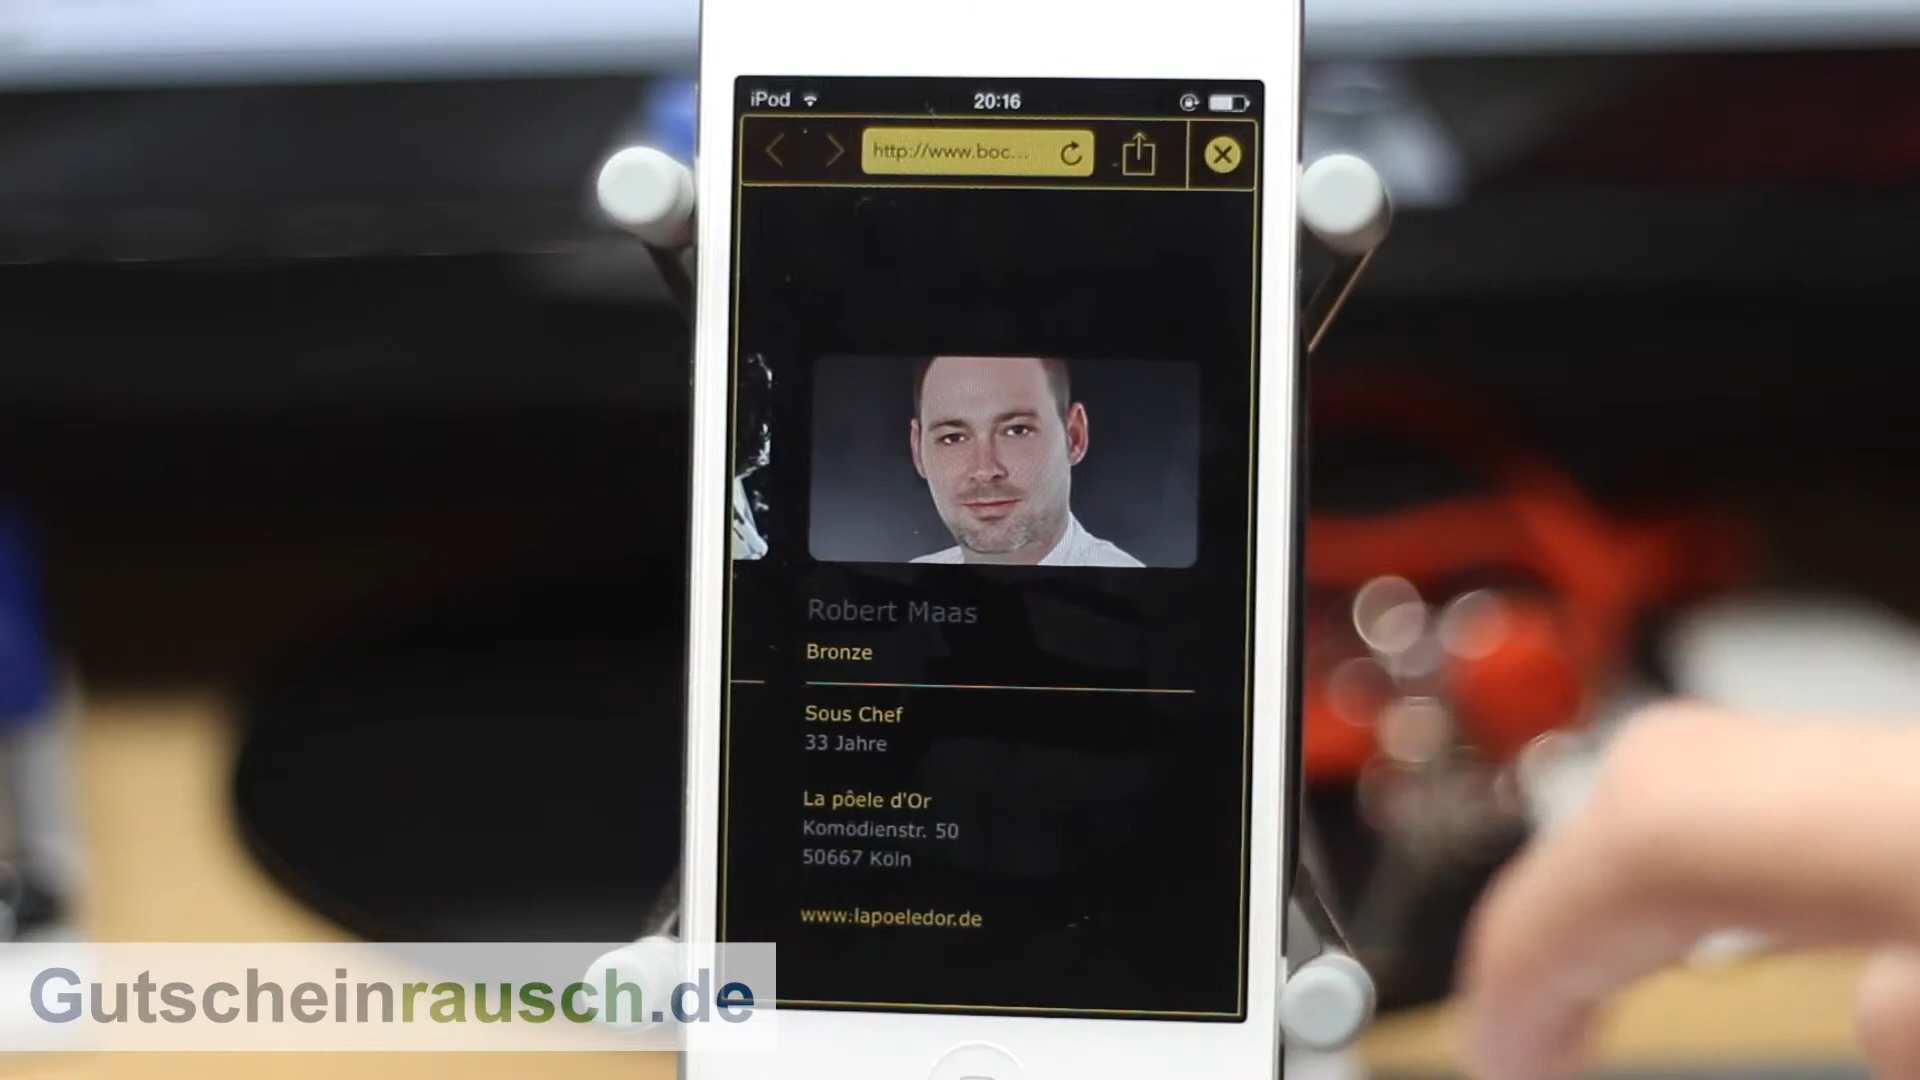 iPod
20:16
http://www.boc...
Robert Maas
Bronze
Sous Chef
33 Jahre
La pôele d'Or
Komödienstr. 50
50667 Köln
www.lapoeledor.de
Gutscheinrausch.de